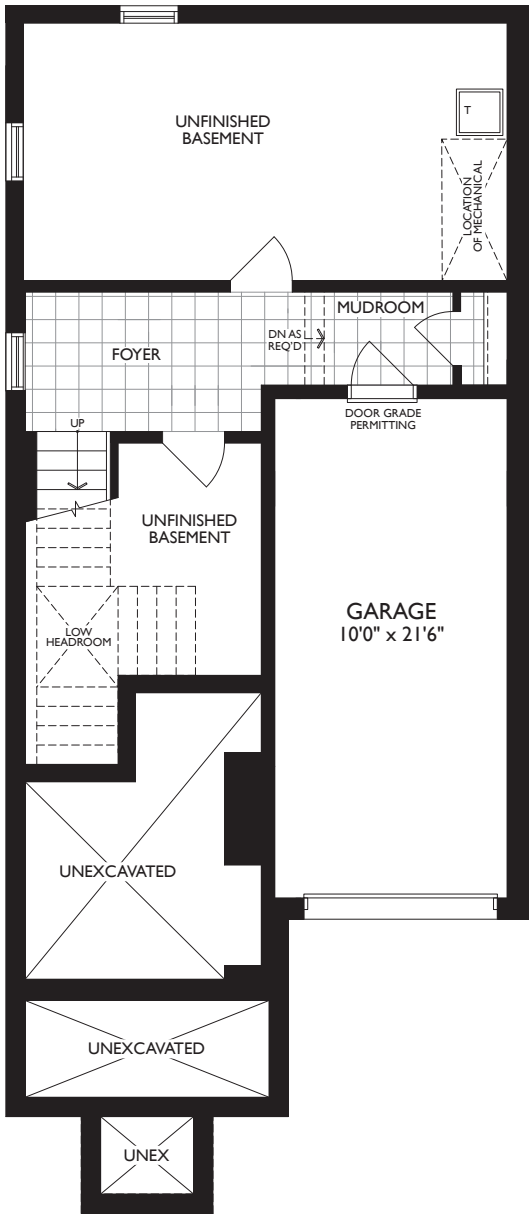 UNFINISHED
BASEMENT
T
LOCATION
OF MECHANICAL
MUDROOM
DN AS
REQ'D
FOYER
DOOR GRADE
PERMITTING
UP
UNFINISHED
BASEMENT
GARAGE
10'0" x 21'6"
LOW
HEADROOM
UNEXCAVATED
UNEXCAVATED
UNEX